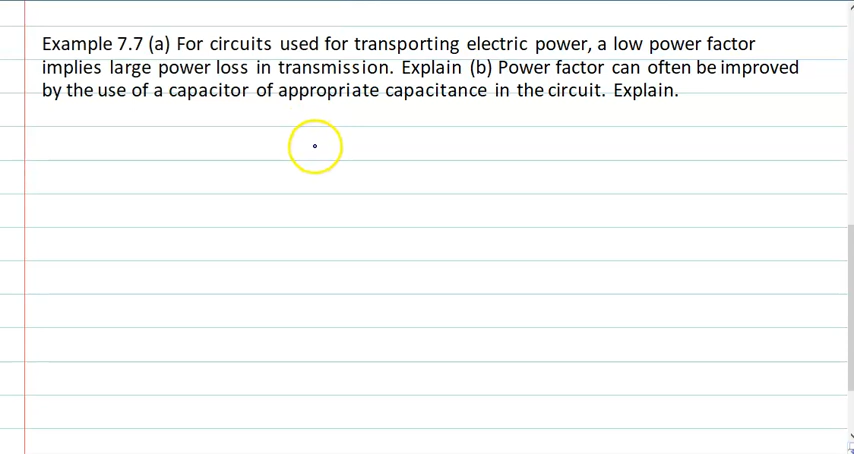 Example 7.7 (a) For circuits used for transporting electric power, a low power factor
implies large power loss in transmission. Explain (b) Power factor can often be improved
by the use of a capacitor of appropriate capacitance in the circuit. Explain.